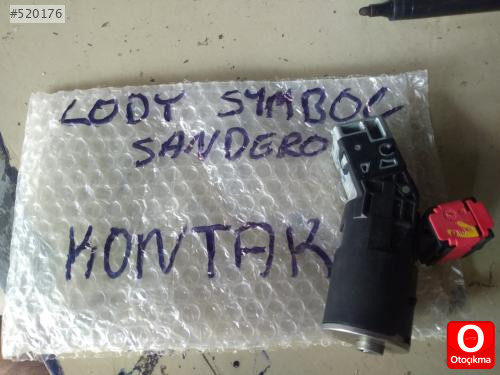 #520176
LODY SYMBOL
SANDERO
KONTAK
Otoçıkma